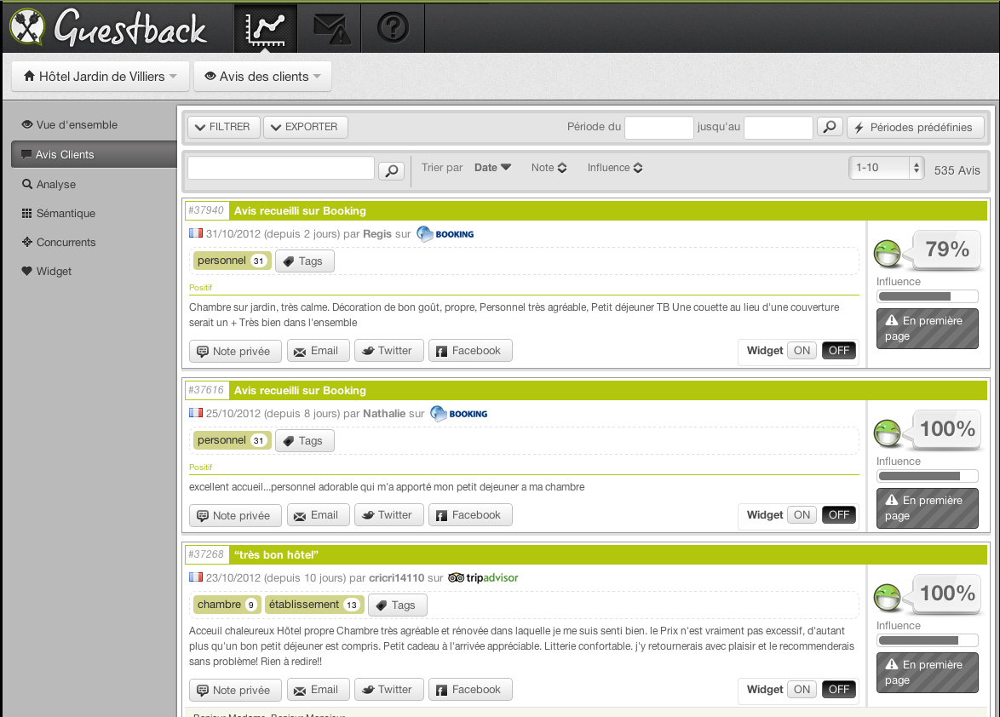 Guestback
Hôtel Jardin de Villiers
Avis des clients
Vue d'ensemble
Avis Clients
Analyse
Sémantique
Concurrents
Widget
FILTRER
EXPORTER
Période du
jusqu'au
Périodes prédéfinies
Trier par
Date
Note
Influence
1-10
535 Avis
#37940
Avis recueilli sur Booking
31/10/2012 (depuis 2 jours) par Regis sur BOOKING
personnel 31
Tags
79%
Influence
En première
page
Positif
Chambre sur jardin, très calme. Décoration de bon goût, propre, Personnel très agréable, Petit déjeuner TB Une couette au lieu d'une couverture
serait un + Très bien dans l'ensemble
Note privée
Email
Twitter
Facebook
Widget ON OFF
#37616
Avis recueilli sur Booking
25/10/2012 (depuis 8 jours) par Nathalie sur BOOKING
personnel 31
Tags
100%
Influence
En première
page
Positif
excellent accueil...personnel adorable qui m'a apporté mon petit dejeuner a ma chambre
Note privée
Email
Twitter
Facebook
Widget ON OFF
#37268
“très bon hôtel”
23/10/2012 (depuis 10 jours) par cricri14110 sur tripadvisor
chambre 9
établissement 13
Tags
100%
Influence
En première
page
Acceuil chaleureux Hôtel propre Chambre très agréable et rénovée dans laquelle je me suis senti bien. le Prix n'est vraiment pas excessif, d'autant
plus qu'un bon petit déjeuner est compris. Petit cadeau à l'arrivée appréciable. Litterie confortable. j'y retournerais avec plaisir et le recommenderais
sans problème! Rien à redire!!
Note privée
Email
Twitter
Facebook
Widget ON OFF
Bonjour Madame, Bonjour Monsieur